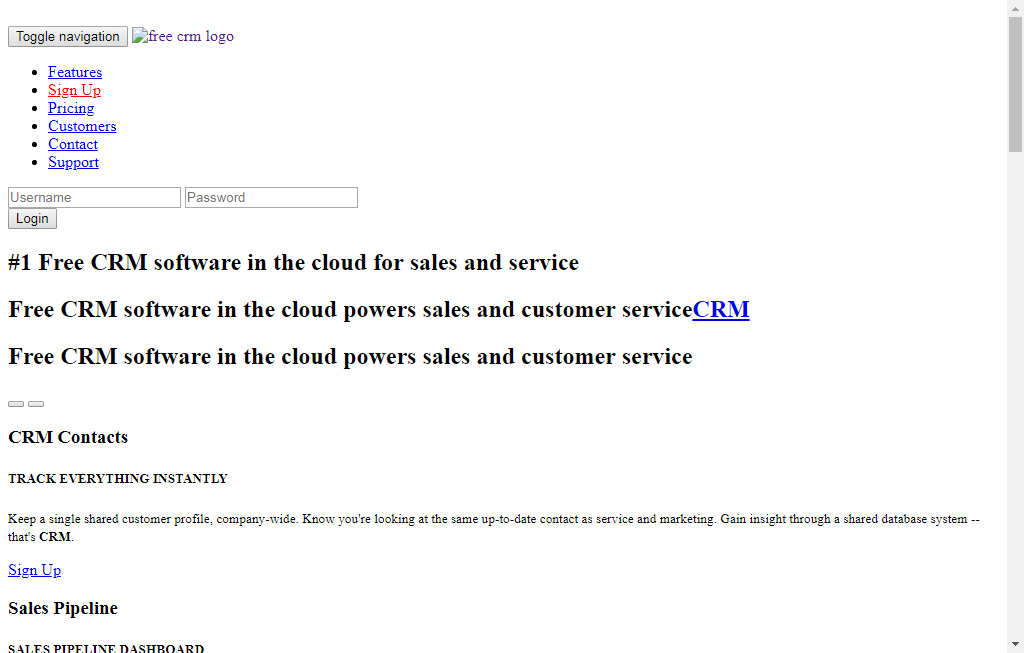 Toggle navigation free crm logo
Features
Sign Up
Pricing
Customers
Contact
Support
Username Password
Login
#1 Free CRM software in the cloud for sales and service
Free CRM software in the cloud powers sales and customer serviceCRM
Free CRM software in the cloud powers sales and customer service
CRM Contacts
TRACK EVERYTHING INSTANTLY
Keep a single shared customer profile, company-wide. Know you're looking at the same up-to-date contact as service and marketing. Gain insight through a shared database system --
that's CRM.
Sign Up
Sales Pipeline
SALES PIPELINE DASHBOARD